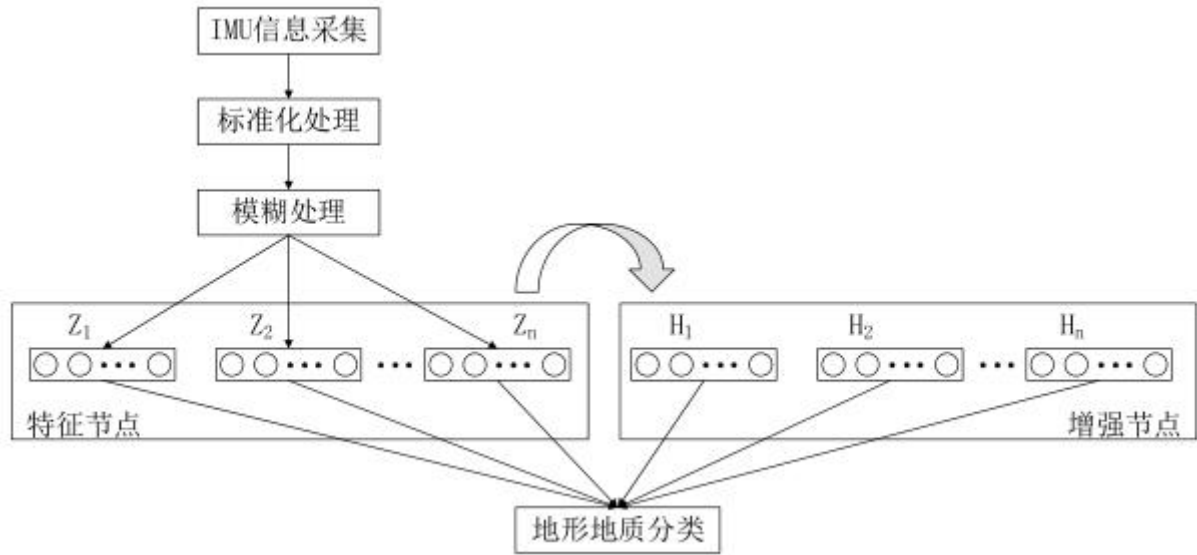 IMU信息采集
标准化处理
模糊处理
Z₁ Z₂ Zₙ
H₁ H₂ Hₙ
特征节点
增强节点
地形地质分类